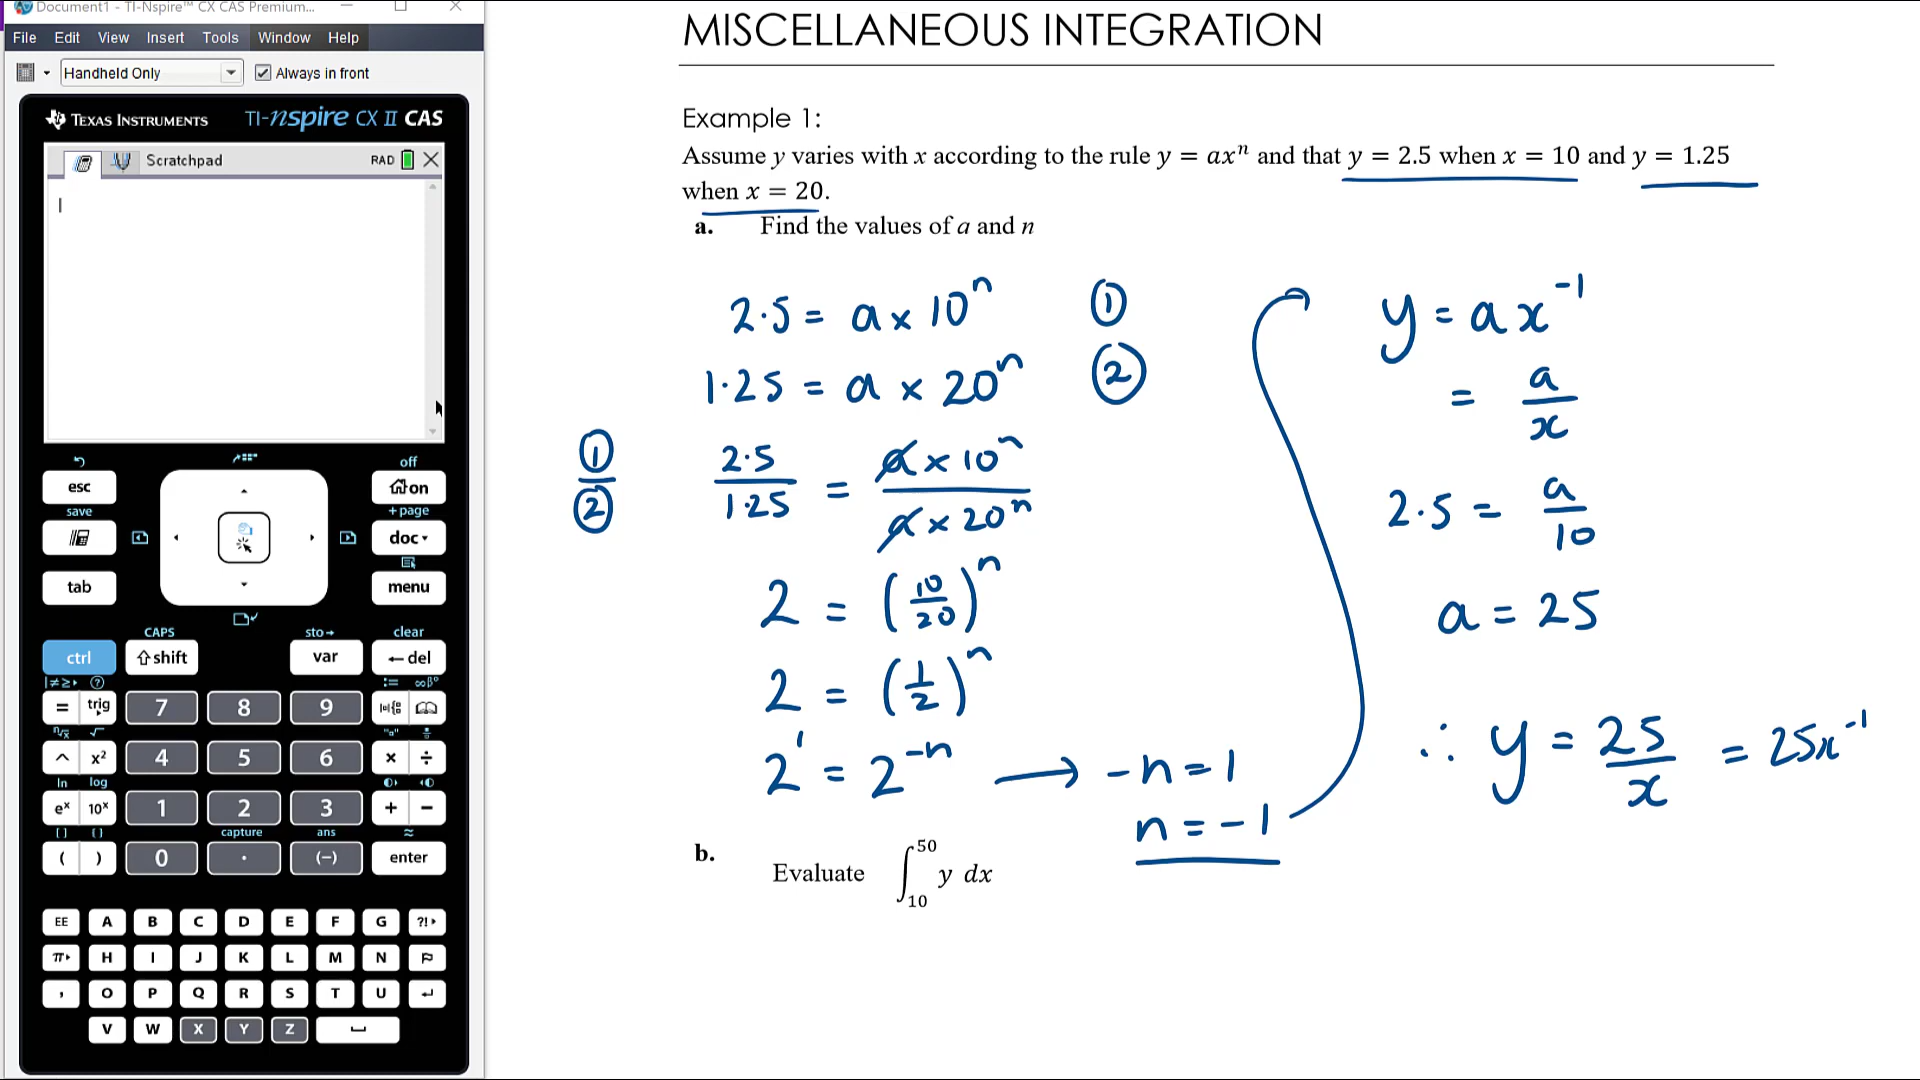 Document1 - TI-Nspire™ CX CAS Premium...
File Edit View Insert Tools Window Help
Handheld Only Always in front
TEXAS INSTRUMENTS TI-nspire CX II CAS
Scratchpad RAD
off
esc on
save + page
doc
tab menu
CAPS sto→ clear
ctrl shift var ←del
= trig 7 8 9
^ x² 4 5 6 × ÷
ln log
eˣ 10ˣ 1 2 3 + −
[ ] { } capture ans ≈
( ) 0 . (−) enter
EE A B C D E F G ?!
π H I J K L M N
, O P Q R S T U
V W X Y Z
MISCELLANEOUS INTEGRATION
Example 1:
Assume y varies with x according to the rule y = axⁿ and that y = 2.5 when x = 10 and y = 1.25
when x = 20.
a. Find the values of a and n
2.5 = a × 10ⁿ ①
1.25 = a × 20ⁿ ②
①/② 2.5/1.25 = (a × 10ⁿ)/(a × 20ⁿ)
2 = (10/20)ⁿ
2 = (1/2)ⁿ
2¹ = 2⁻ⁿ → -n = 1
n = -1
y = ax⁻¹
= a/x
2.5 = a/10
a = 25
∴ y = 25/x = 25x⁻¹
b. Evaluate ∫₁₀⁵⁰ y dx